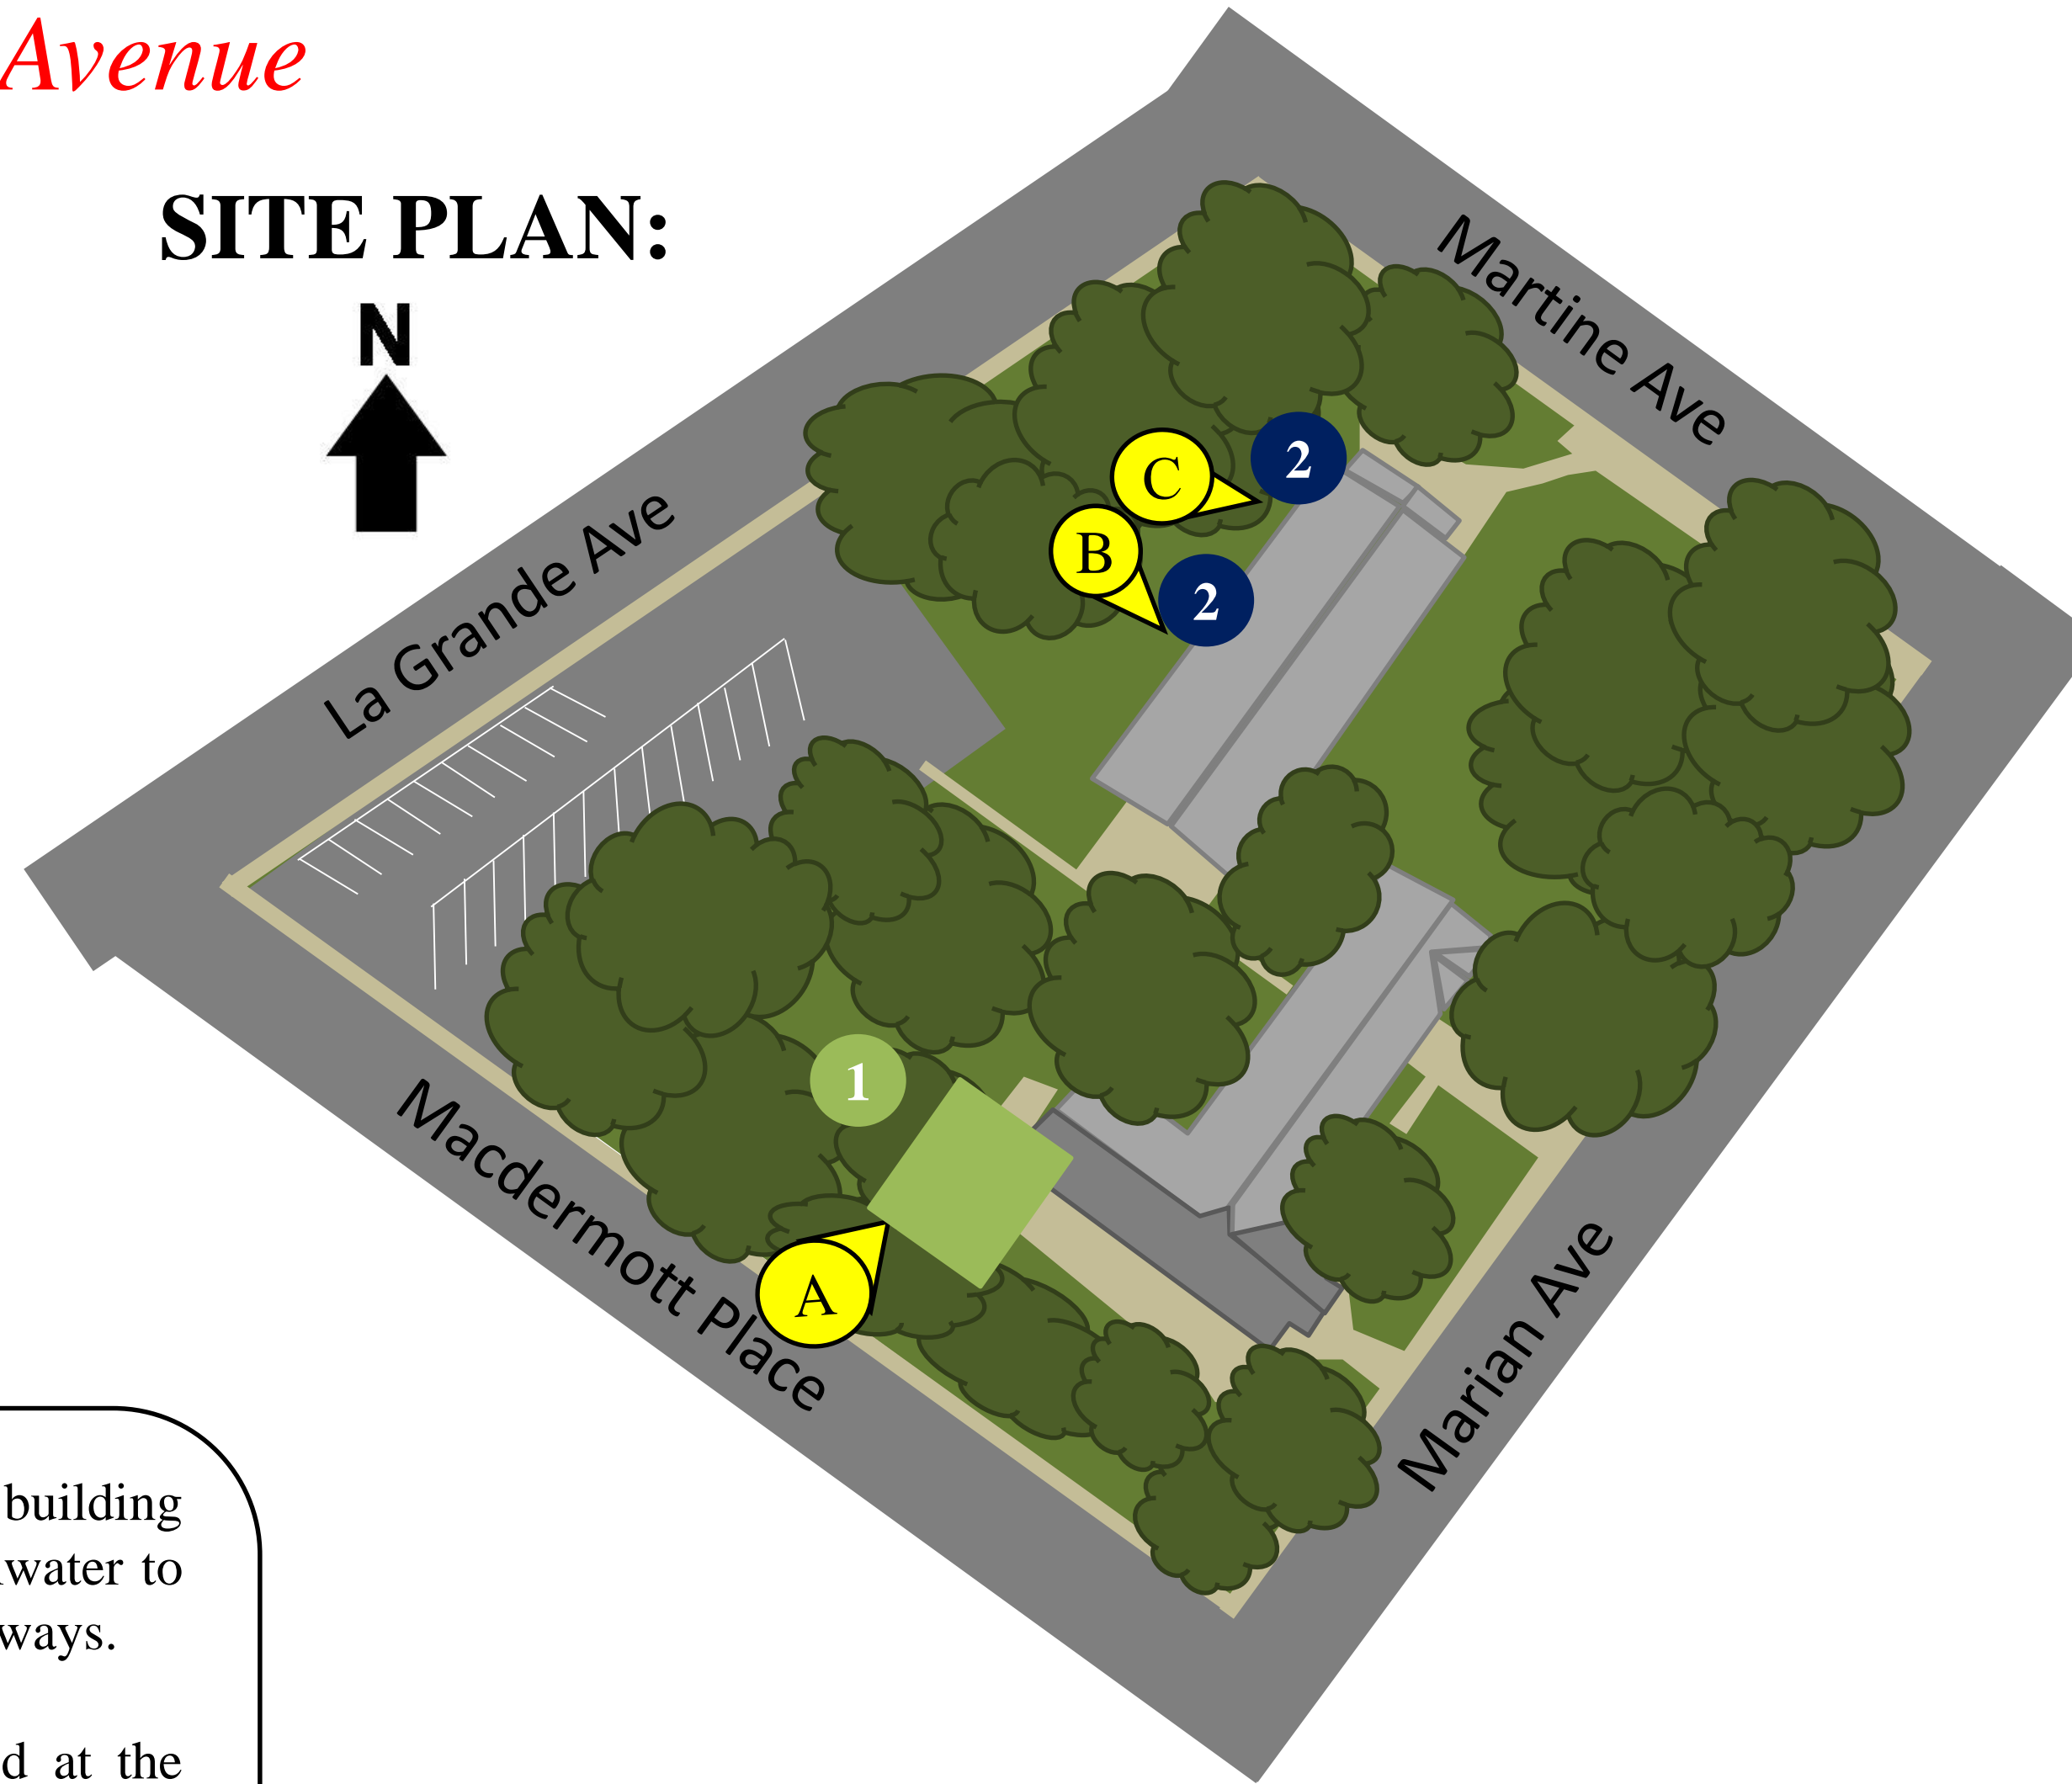 Avenue
SITE PLAN:
N
Martine Ave
La Grande Ave
C
2
B
2
1
Macdermott Place
A
Marian Ave
building
water to
ways.
d at the